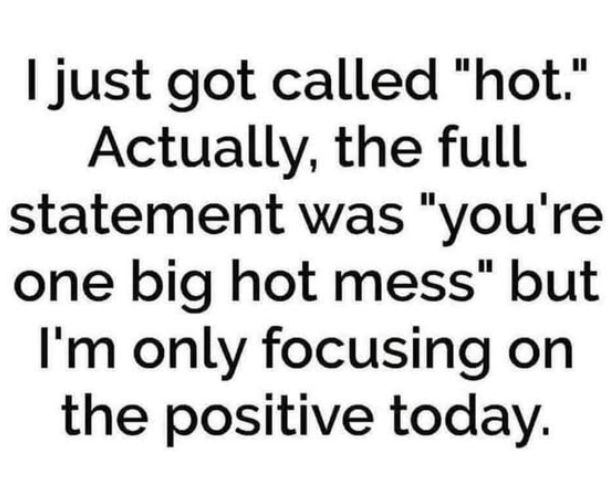 I just got called "hot."
Actually, the full
statement was "you're
one big hot mess" but
I'm only focusing on
the positive today.